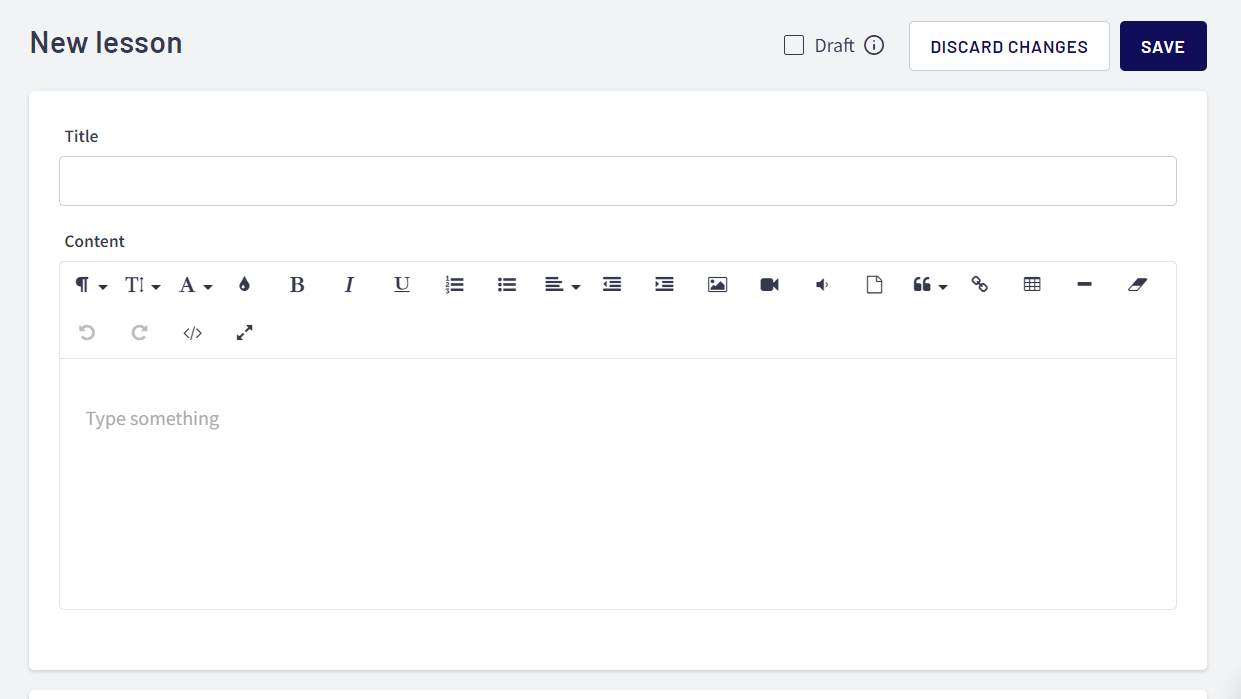 New lesson
Draft
DISCARD CHANGES
SAVE
Title
Content
Type something